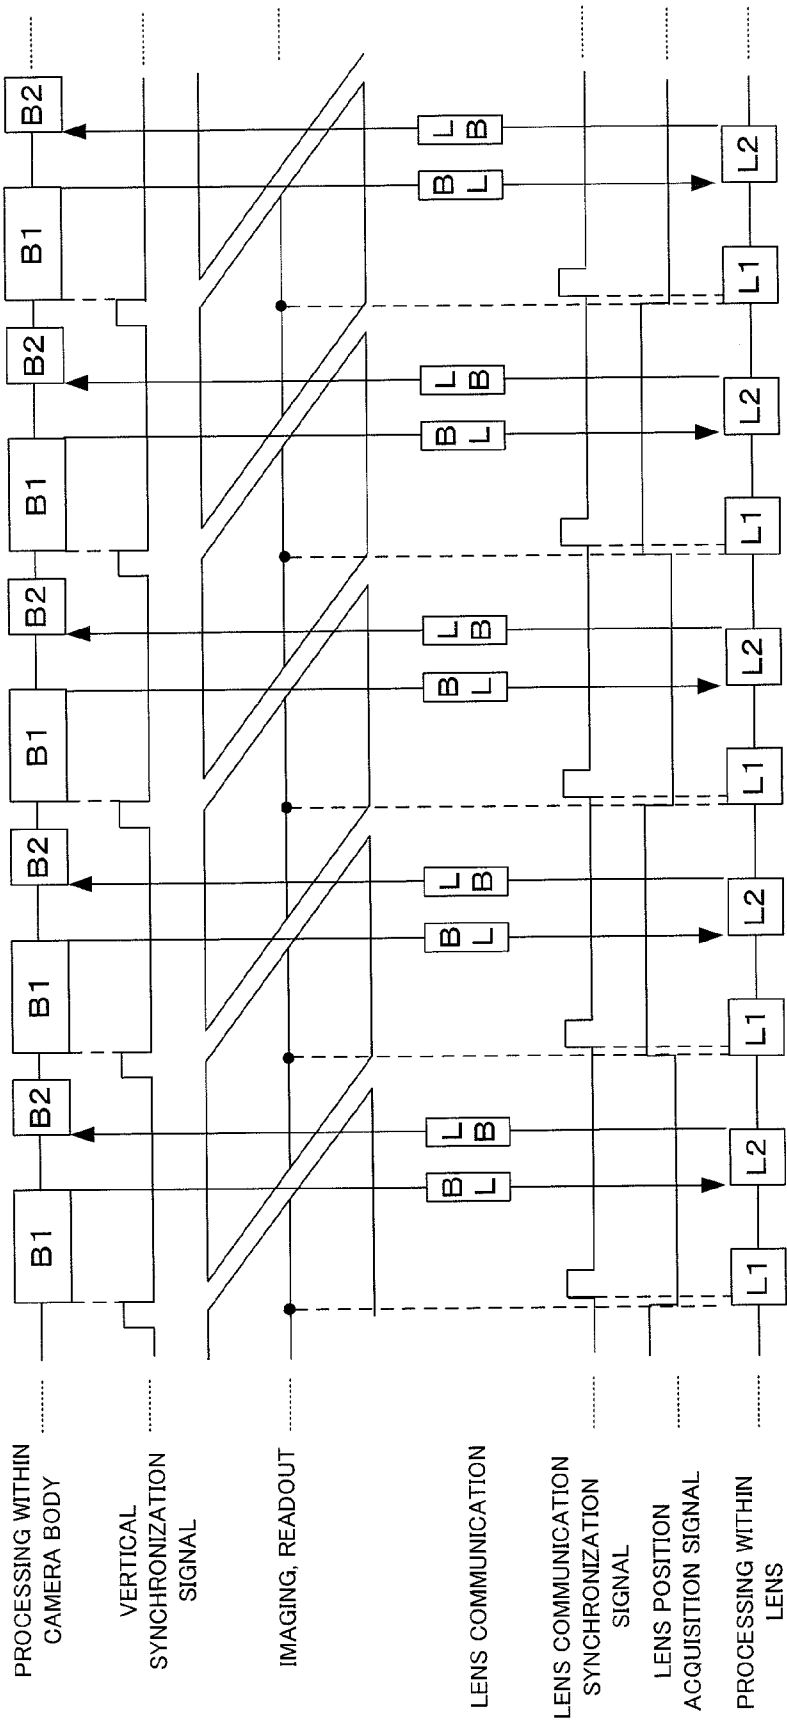 PROCESSING WITHIN
CAMERA BODY
B1 B2 B1 B2 B1 B2 B1 B2 B1 B2
VERTICAL
SYNCHRONIZATION
SIGNAL
IMAGING, READOUT
LENS COMMUNICATION
B
L
L
B
B
L
L
B
B
L
L
B
B
L
L
B
B
L
L
B
LENS COMMUNICATION
SYNCHRONIZATION
SIGNAL
LENS POSITION
ACQUISITION SIGNAL
PROCESSING WITHIN
LENS
L1 L2 L1 L2 L1 L2 L1 L2 L1 L2